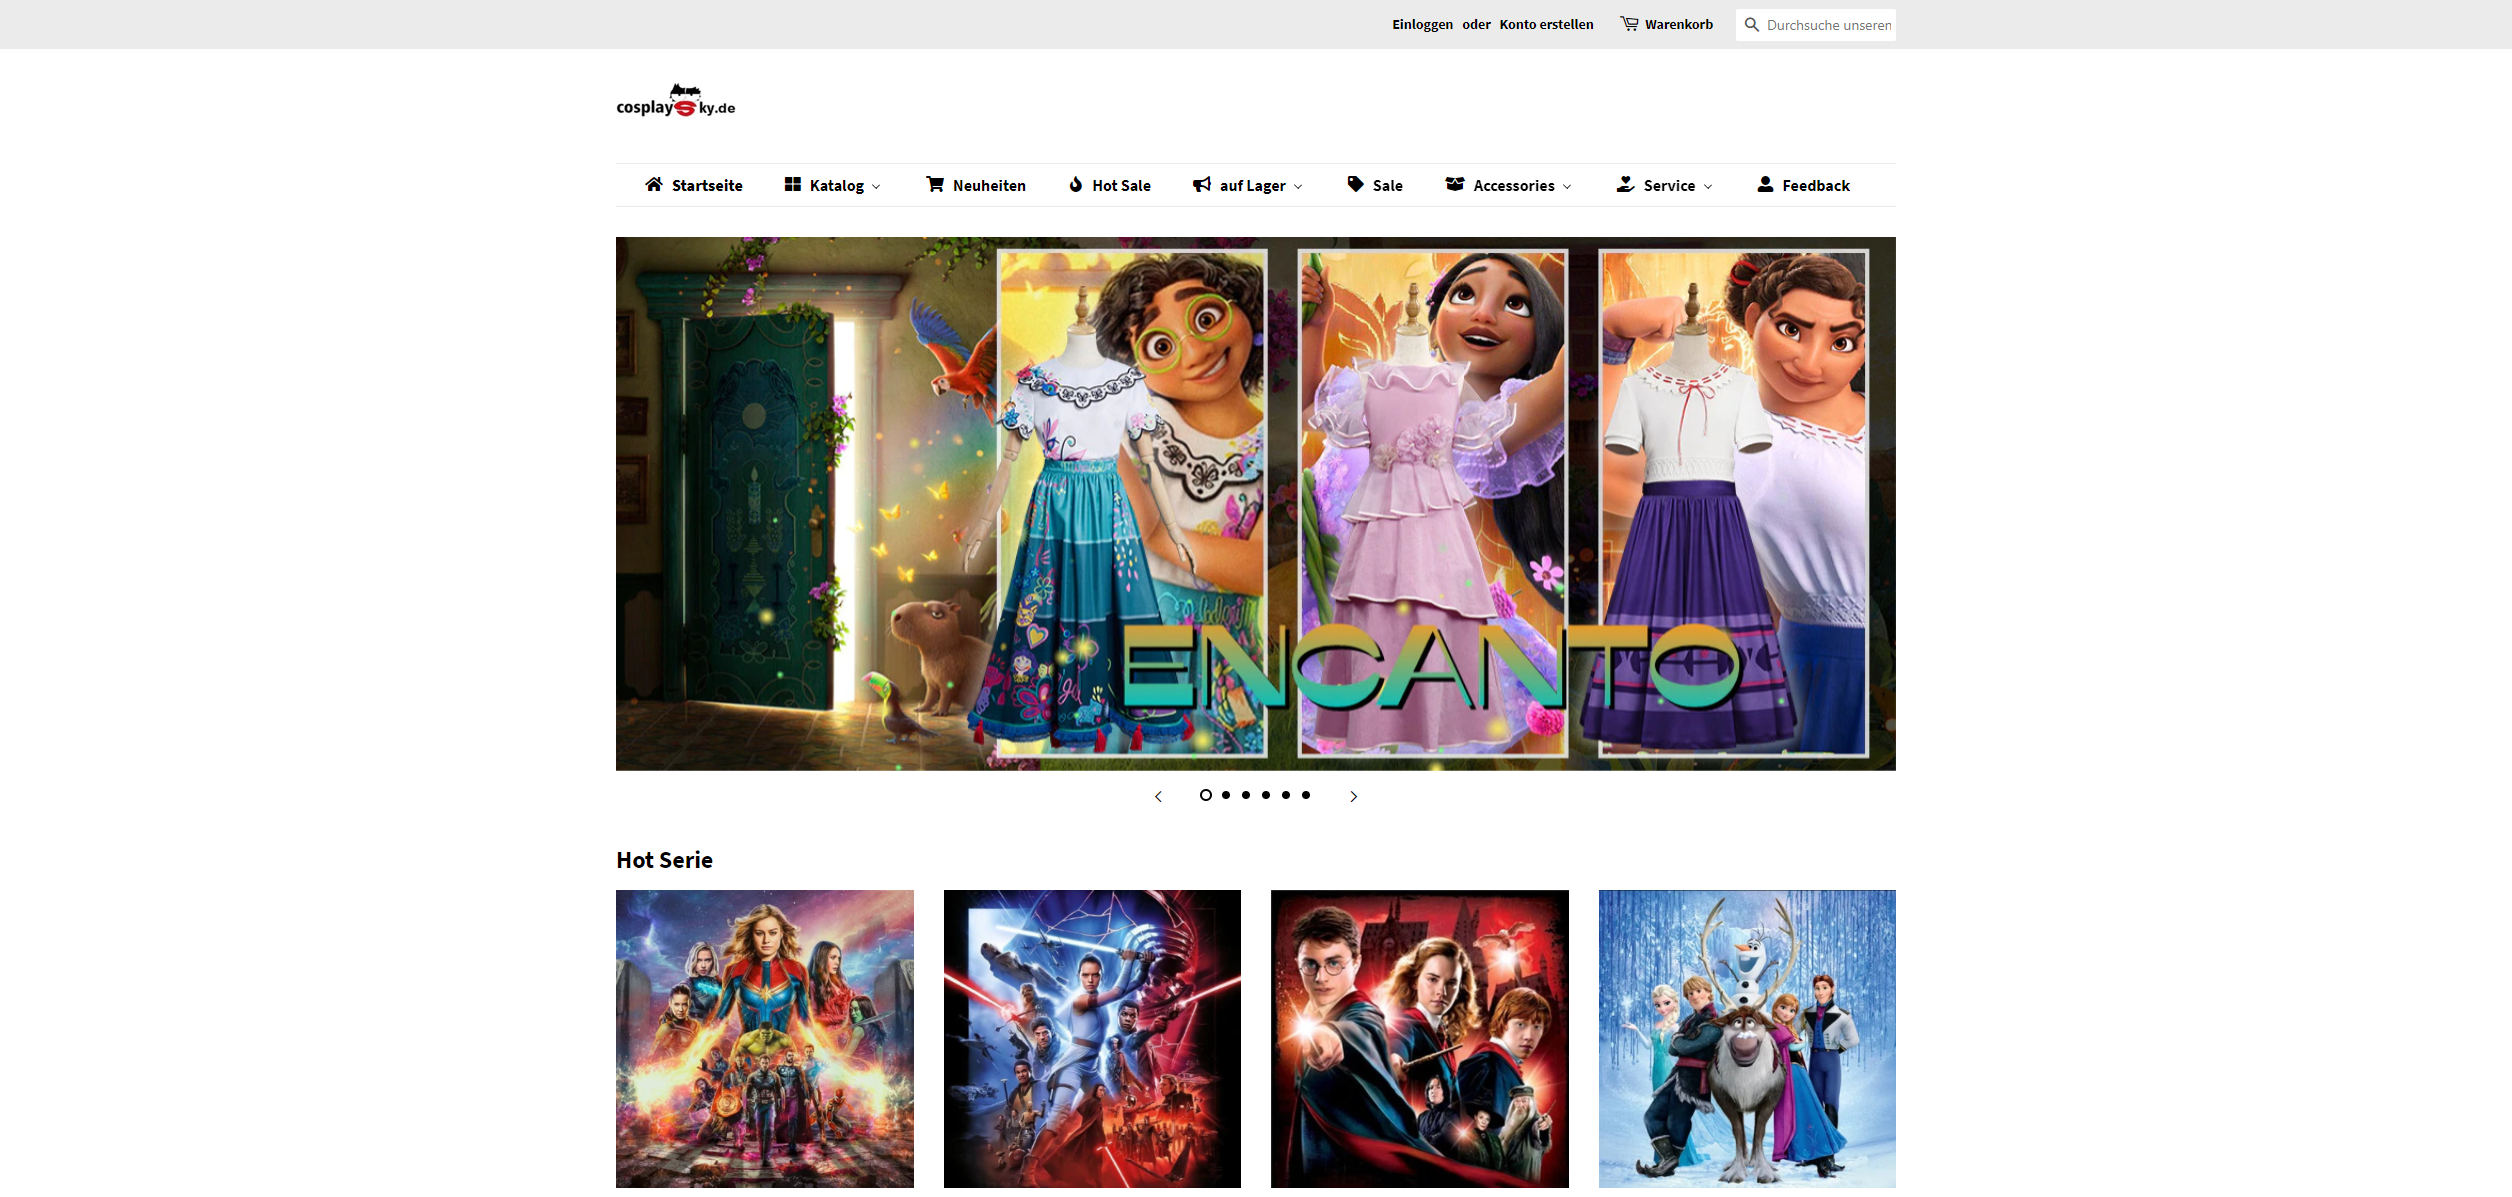 Einloggen oder Konto erstellen Warenkorb Durchsuche unseren
cosplaySky.de
Startseite Katalog Neuheiten Hot Sale auf Lager Sale Accessories Service Feedback
ENCANTO
Hot Serie